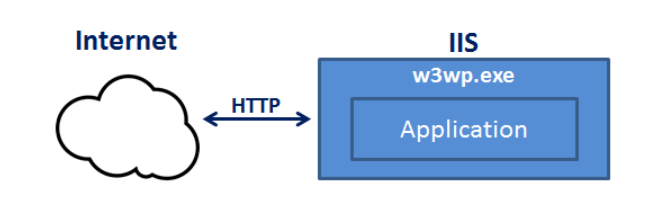 Internet
IIS
w3wp.exe
HTTP
Application